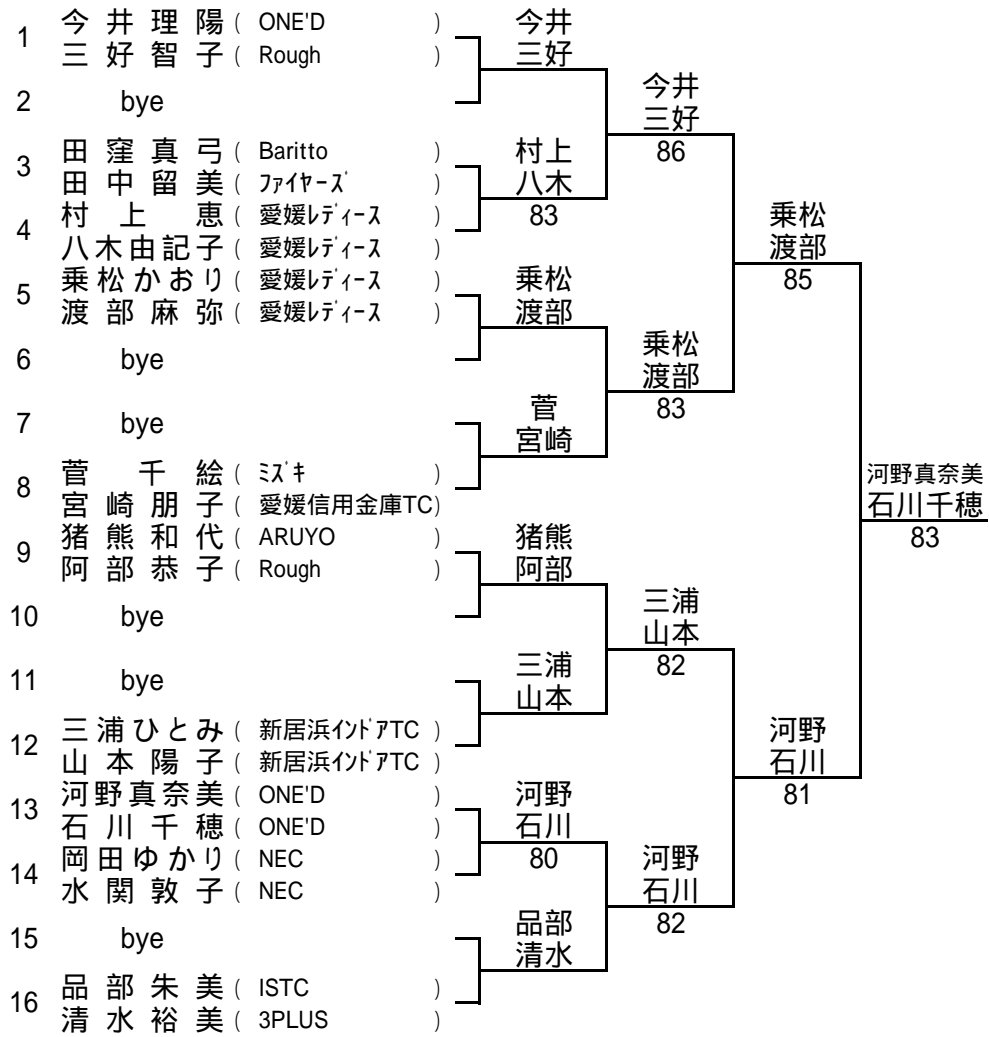 1 今井理陽 ( ONE'D )
三好智子 ( Rough )
2 bye
3 田窪真弓 ( Baritto )
田中留美 ( ﾌｧｲﾔｰｽﾞ )
4 村上恵 ( 愛媛ﾚﾃﾞｨｰｽ )
八木由記子 ( 愛媛ﾚﾃﾞｨｰｽ )
5 乗松かおり ( 愛媛ﾚﾃﾞｨｰｽ )
渡部麻弥 ( 愛媛ﾚﾃﾞｨｰｽ )
6 bye
7 bye
8 菅千絵 ( ﾐｽﾞｷ )
宮崎朋子 ( 愛媛信用金庫TC)
9 猪熊和代 ( ARUYO )
阿部恭子 ( Rough )
10 bye
11 bye
12 三浦ひとみ ( 新居浜ｲﾝﾄﾞｱTC )
山本陽子 ( 新居浜ｲﾝﾄﾞｱTC )
13 河野真奈美 ( ONE'D )
石川千穂 ( ONE'D )
14 岡田ゆかり ( NEC )
水関敦子 ( NEC )
15 bye
16 品部朱美 ( ISTC )
清水裕美 ( 3PLUS )
今井
三好
村上
八木
83
乗松
渡部
菅
宮崎
猪熊
阿部
三浦
山本
河野
石川
80
品部
清水
今井
三好
86
乗松
渡部
83
三浦
山本
82
河野
石川
82
乗松
渡部
85
河野
石川
81
河野真奈美
石川千穂
83